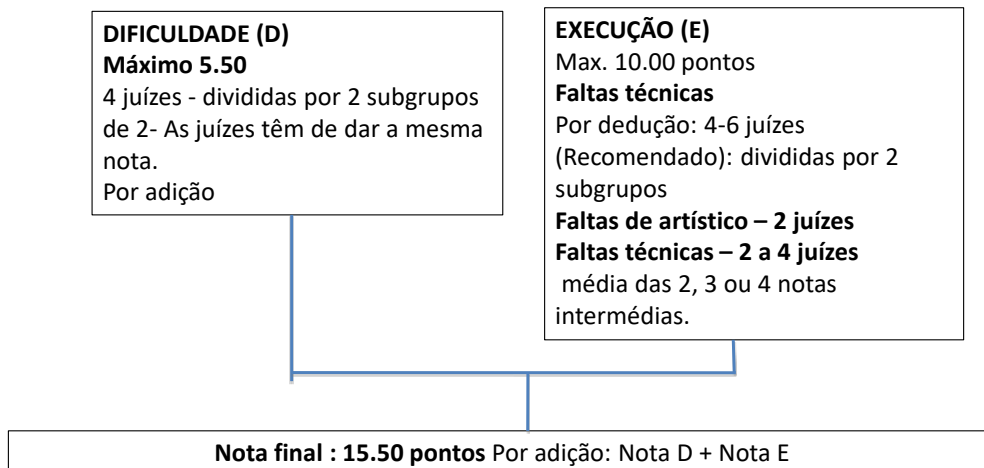 DIFICULDADE (D)
Máximo 5.50
4 juízes - divididas por 2 subgrupos
de 2- As juízes têm de dar a mesma
nota.
Por adição
EXECUÇÃO (E)
Max. 10.00 pontos
Faltas técnicas
Por dedução: 4-6 juízes
(Recomendado): divididas por 2
subgrupos
Faltas de artístico – 2 juízes
Faltas técnicas – 2 a 4 juízes
média das 2, 3 ou 4 notas
intermédias.
Nota final : 15.50 pontos Por adição: Nota D + Nota E